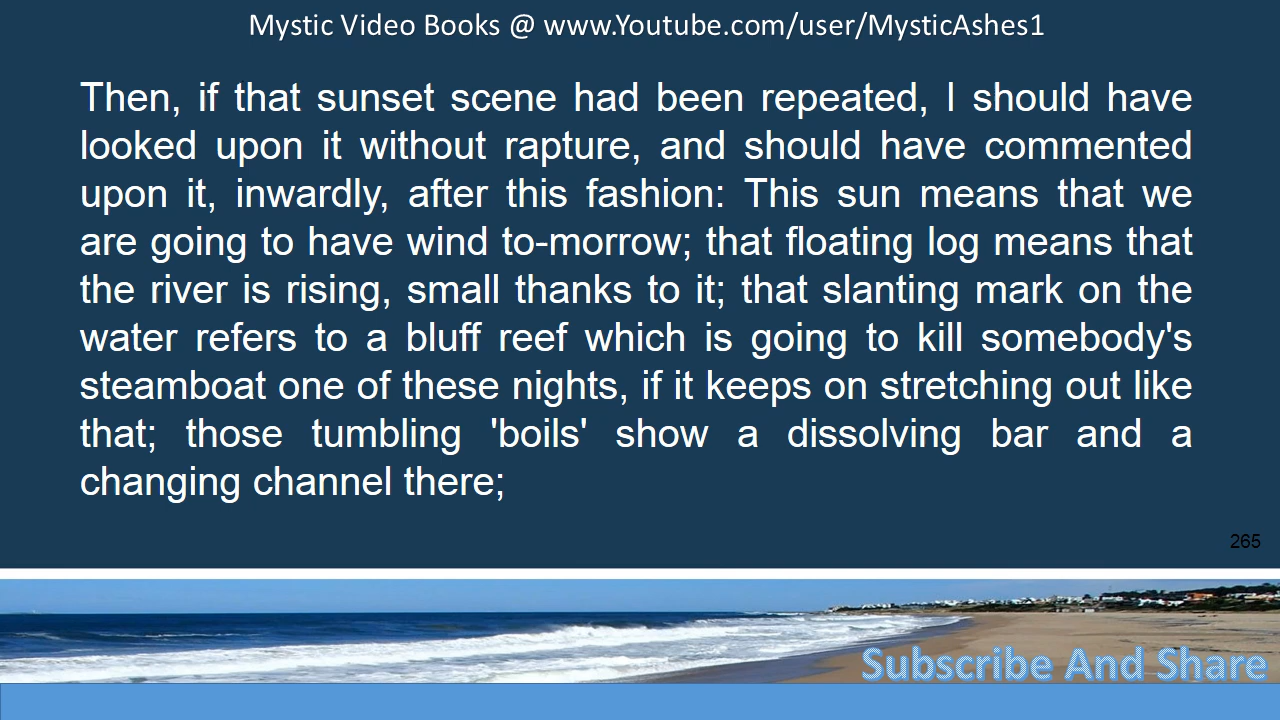 Mystic Video Books @ www.Youtube.com/user/MysticAshes1
Then, if that sunset scene had been repeated, I should have
looked upon it without rapture, and should have commented
upon it, inwardly, after this fashion: This sun means that we
are going to have wind to-morrow; that floating log means that
the river is rising, small thanks to it; that slanting mark on the
water refers to a bluff reef which is going to kill somebody's
steamboat one of these nights, if it keeps on stretching out like
that; those tumbling 'boils' show a dissolving bar and a
changing channel there;
265
Subscribe And Share